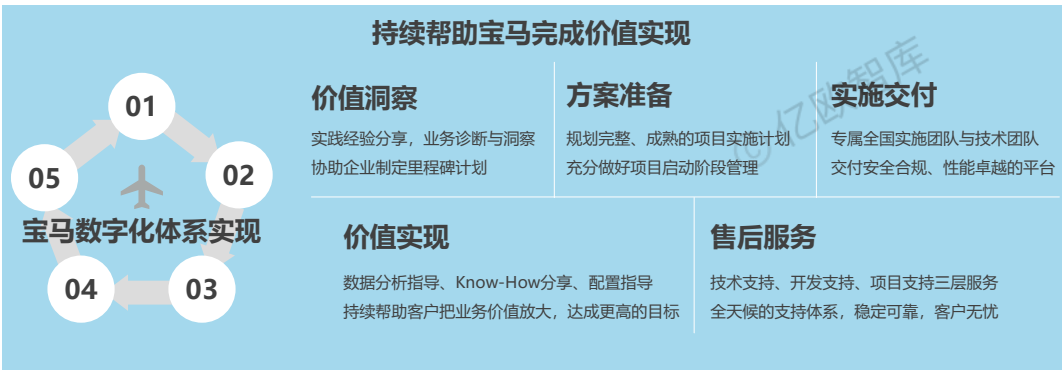 持续帮助宝马完成价值实现
01
02
03
04
05
宝马数字化体系实现
价值洞察
实践经验分享，业务诊断与洞察
协助企业制定里程碑计划
方案准备
规划完整、成熟的项目实施计划
充分做好项目启动阶段管理
实施交付
专属全国实施团队与技术团队
交付安全合规、性能卓越的平台
价值实现
数据分析指导、Know-How分享、配置指导
持续帮助客户把业务价值放大，达成更高的目标
售后服务
技术支持、开发支持、项目支持三层服务
全天候的支持体系，稳定可靠，客户无忧
© 亿欧智库